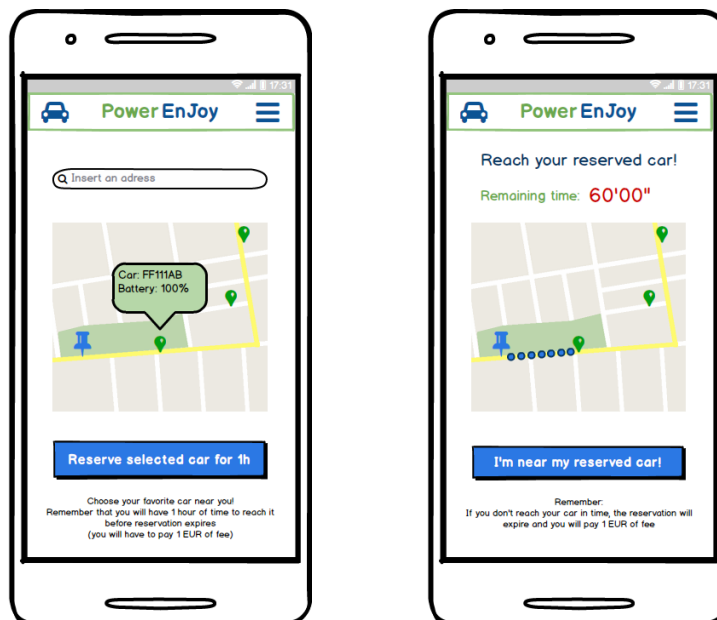 17:31
Power EnJoy
Insert an adress
Car: FF111AB
Battery: 100%
Reserve selected car for 1h
Choose your favorite car near you!
Remember that you will have 1 hour of time to reach it
before reservation expires
(you will have to pay 1 EUR of fee)
17:31
Power EnJoy
Reach your reserved car!
Remaining time: 60'00"
I'm near my reserved car!
Remember:
If you don't reach your car in time, the reservation will
expire and you will pay 1 EUR of fee